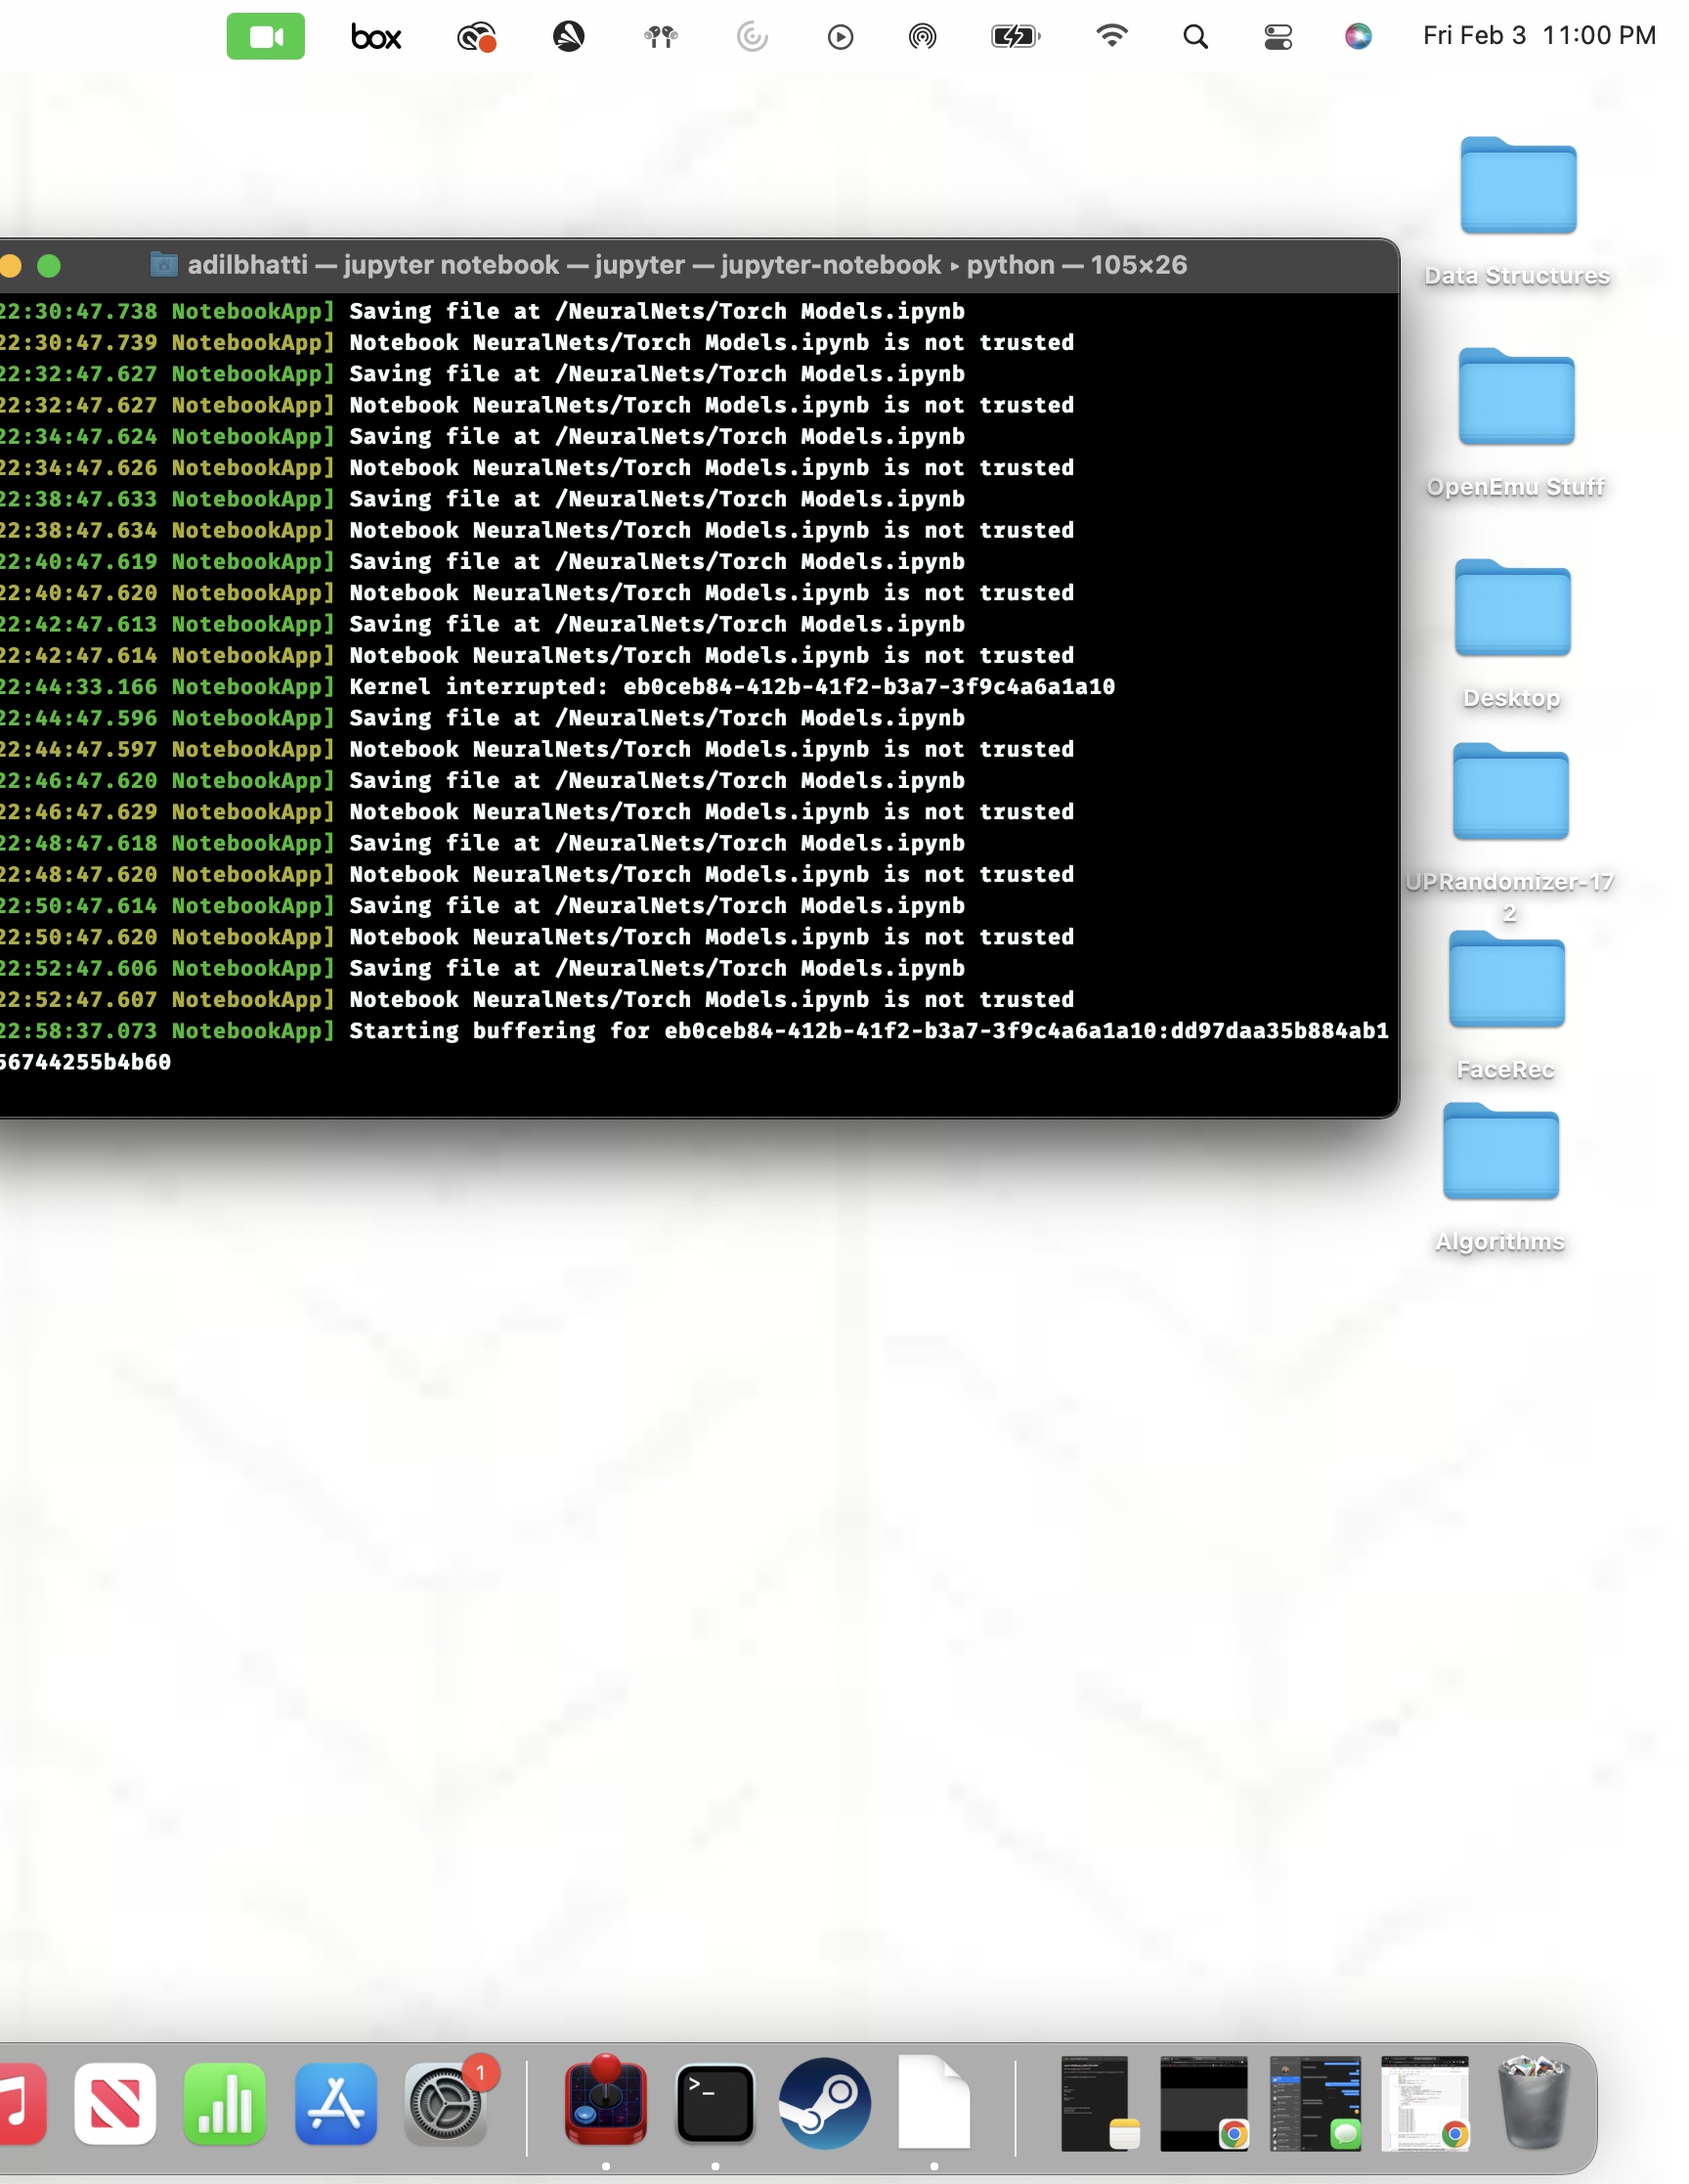 box
Fri Feb 3 11:00 PM
adilbhatti — jupyter notebook — jupyter — jupyter-notebook ▸ python — 105×26
22:30:47.738 NotebookApp] Saving file at /NeuralNets/Torch Models.ipynb
22:30:47.739 NotebookApp] Notebook NeuralNets/Torch Models.ipynb is not trusted
22:32:47.627 NotebookApp] Saving file at /NeuralNets/Torch Models.ipynb
22:32:47.627 NotebookApp] Notebook NeuralNets/Torch Models.ipynb is not trusted
22:34:47.624 NotebookApp] Saving file at /NeuralNets/Torch Models.ipynb
22:34:47.626 NotebookApp] Notebook NeuralNets/Torch Models.ipynb is not trusted
22:38:47.633 NotebookApp] Saving file at /NeuralNets/Torch Models.ipynb
22:38:47.634 NotebookApp] Notebook NeuralNets/Torch Models.ipynb is not trusted
22:40:47.619 NotebookApp] Saving file at /NeuralNets/Torch Models.ipynb
22:40:47.620 NotebookApp] Notebook NeuralNets/Torch Models.ipynb is not trusted
22:42:47.613 NotebookApp] Saving file at /NeuralNets/Torch Models.ipynb
22:42:47.614 NotebookApp] Notebook NeuralNets/Torch Models.ipynb is not trusted
22:44:33.166 NotebookApp] Kernel interrupted: eb0ceb84-412b-41f2-b3a7-3f9c4a6a1a10
22:44:47.596 NotebookApp] Saving file at /NeuralNets/Torch Models.ipynb
22:44:47.597 NotebookApp] Notebook NeuralNets/Torch Models.ipynb is not trusted
22:46:47.620 NotebookApp] Saving file at /NeuralNets/Torch Models.ipynb
22:46:47.629 NotebookApp] Notebook NeuralNets/Torch Models.ipynb is not trusted
22:48:47.618 NotebookApp] Saving file at /NeuralNets/Torch Models.ipynb
22:48:47.620 NotebookApp] Notebook NeuralNets/Torch Models.ipynb is not trusted
22:50:47.614 NotebookApp] Saving file at /NeuralNets/Torch Models.ipynb
22:50:47.620 NotebookApp] Notebook NeuralNets/Torch Models.ipynb is not trusted
22:52:47.606 NotebookApp] Saving file at /NeuralNets/Torch Models.ipynb
22:52:47.607 NotebookApp] Notebook NeuralNets/Torch Models.ipynb is not trusted
22:58:37.073 NotebookApp] Starting buffering for eb0ceb84-412b-41f2-b3a7-3f9c4a6a1a10:dd97daa35b884ab1
56744255b4b60
Data Structures
OpenEmu Stuff
Desktop
UPRandomizer-17
2
FaceRec
Algorithms
1
>_